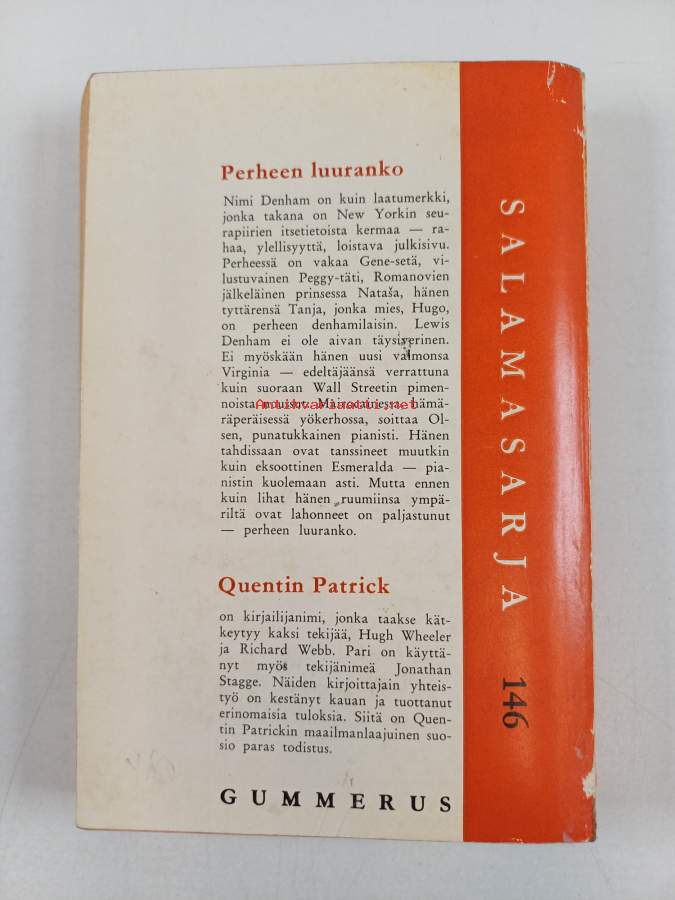 Perheen luuranko
Nimi Denham on kuin laatumerkki,
jonka takana on New Yorkin seu-
rapiirien itsetietoista kermaa — ra-
haa, ylellisyyttä, loistava julkisivu.
Perheessä on vakaa Gene-setä, vi-
lustuvainen Peggy-täti, Romanovien
jälkeläinen prinsessa Nataša, hänen
tyttärensä Tanja, jonka mies, Hugo,
on perheen denhamilaisin. Lewis
Denham ei ole aivan täysiverinen.
Ei myöskään hänen uusi vaimonsa
Virginia — edeltäjäänsä verrattuna
kuin suoraan Wall Streetin pimen-
noista
Antikvariaatti.net
räperäisessä yökerhossa, soittaa Ol-
sen, punatukkainen pianisti. Hänen
tahdissaan ovat tanssineet muutkin
kuin eksoottinen Esmeralda — pia-
nistin kuolemaan asti. Mutta ennen
kuin lihat hänen ruumiinsa ympä-
riltä ovat lahonneet on paljastunut
— perheen luuranko.
Quentin Patrick
on kirjailijanimi, jonka taakse kät-
keytyy kaksi tekijää, Hugh Wheeler
ja Richard Webb. Pari on käyttä-
nyt myös tekijänimeä Jonathan
Stagge. Näiden kirjoittajain yhteis-
työ on kestänyt kauan ja tuottanut
erinomaisia tuloksia. Siitä on Quen-
tin Patrickin maailmanlaajuinen suo-
sio paras todistus.
GUMMERUS
SALAMASARJA 146